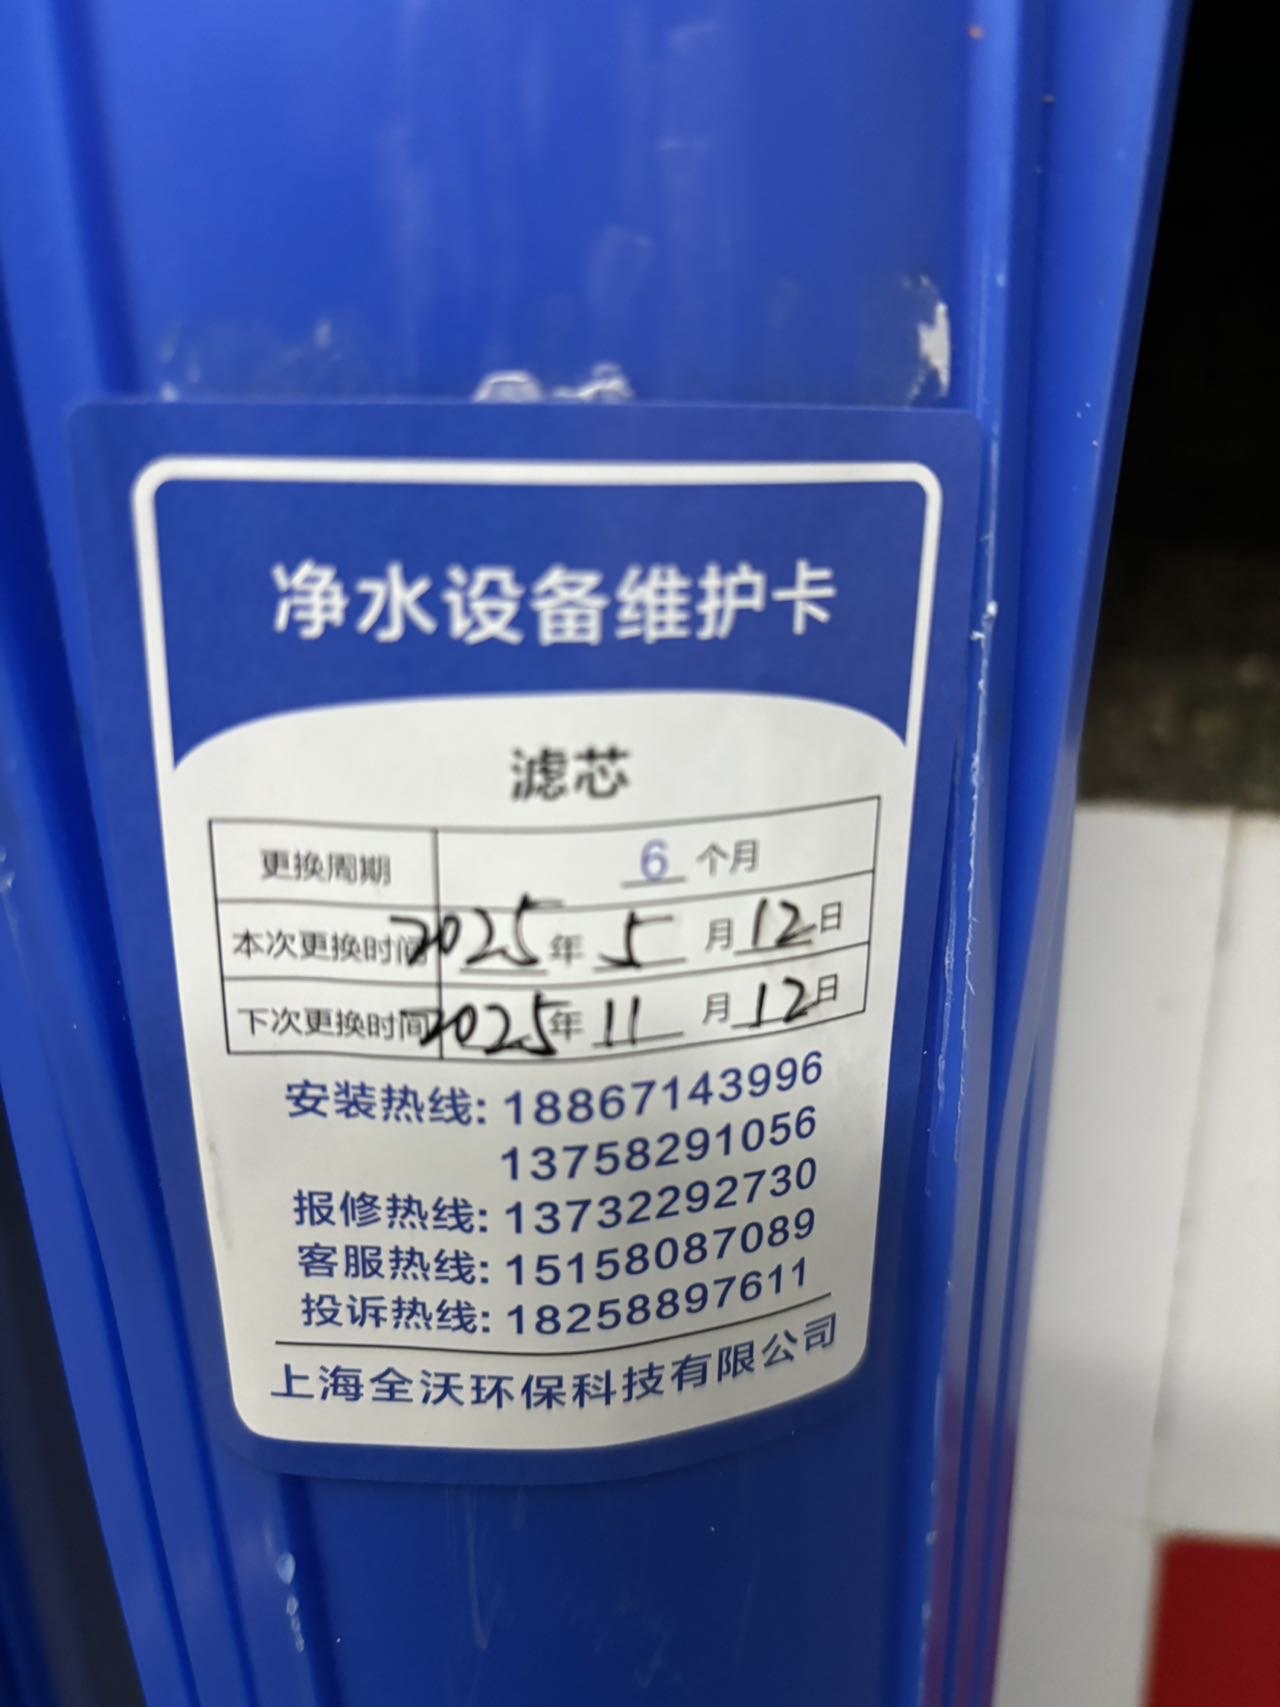 净水设备维护卡
滤芯
更换周期 6 个月
本次更换时间 2025 年 5 月 12 日
下次更换时间 2025 年 11 月 12 日
安装热线: 18867143996
13758291056
报修热线: 13732292730
客服热线: 15158087089
投诉热线: 18258897611
上海全沃环保科技有限公司